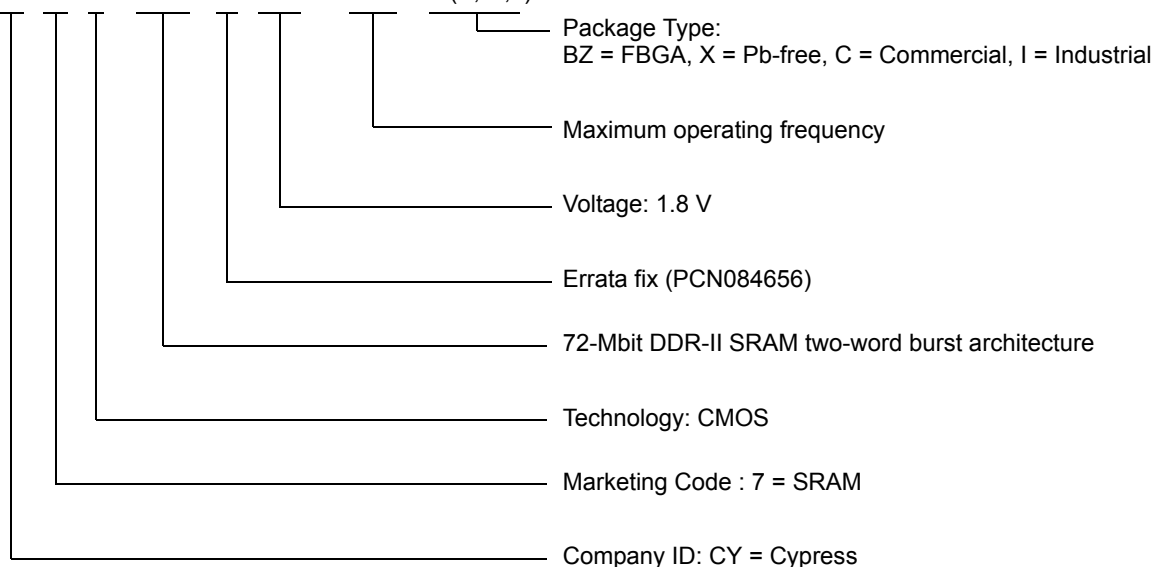 Package Type:
BZ = FBGA, X = Pb-free, C = Commercial, I = Industrial
Maximum operating frequency
Voltage: 1.8 V
Errata fix (PCN084656)
72-Mbit DDR-II SRAM two-word burst architecture
Technology: CMOS
Marketing Code : 7 = SRAM
Company ID: CY = Cypress